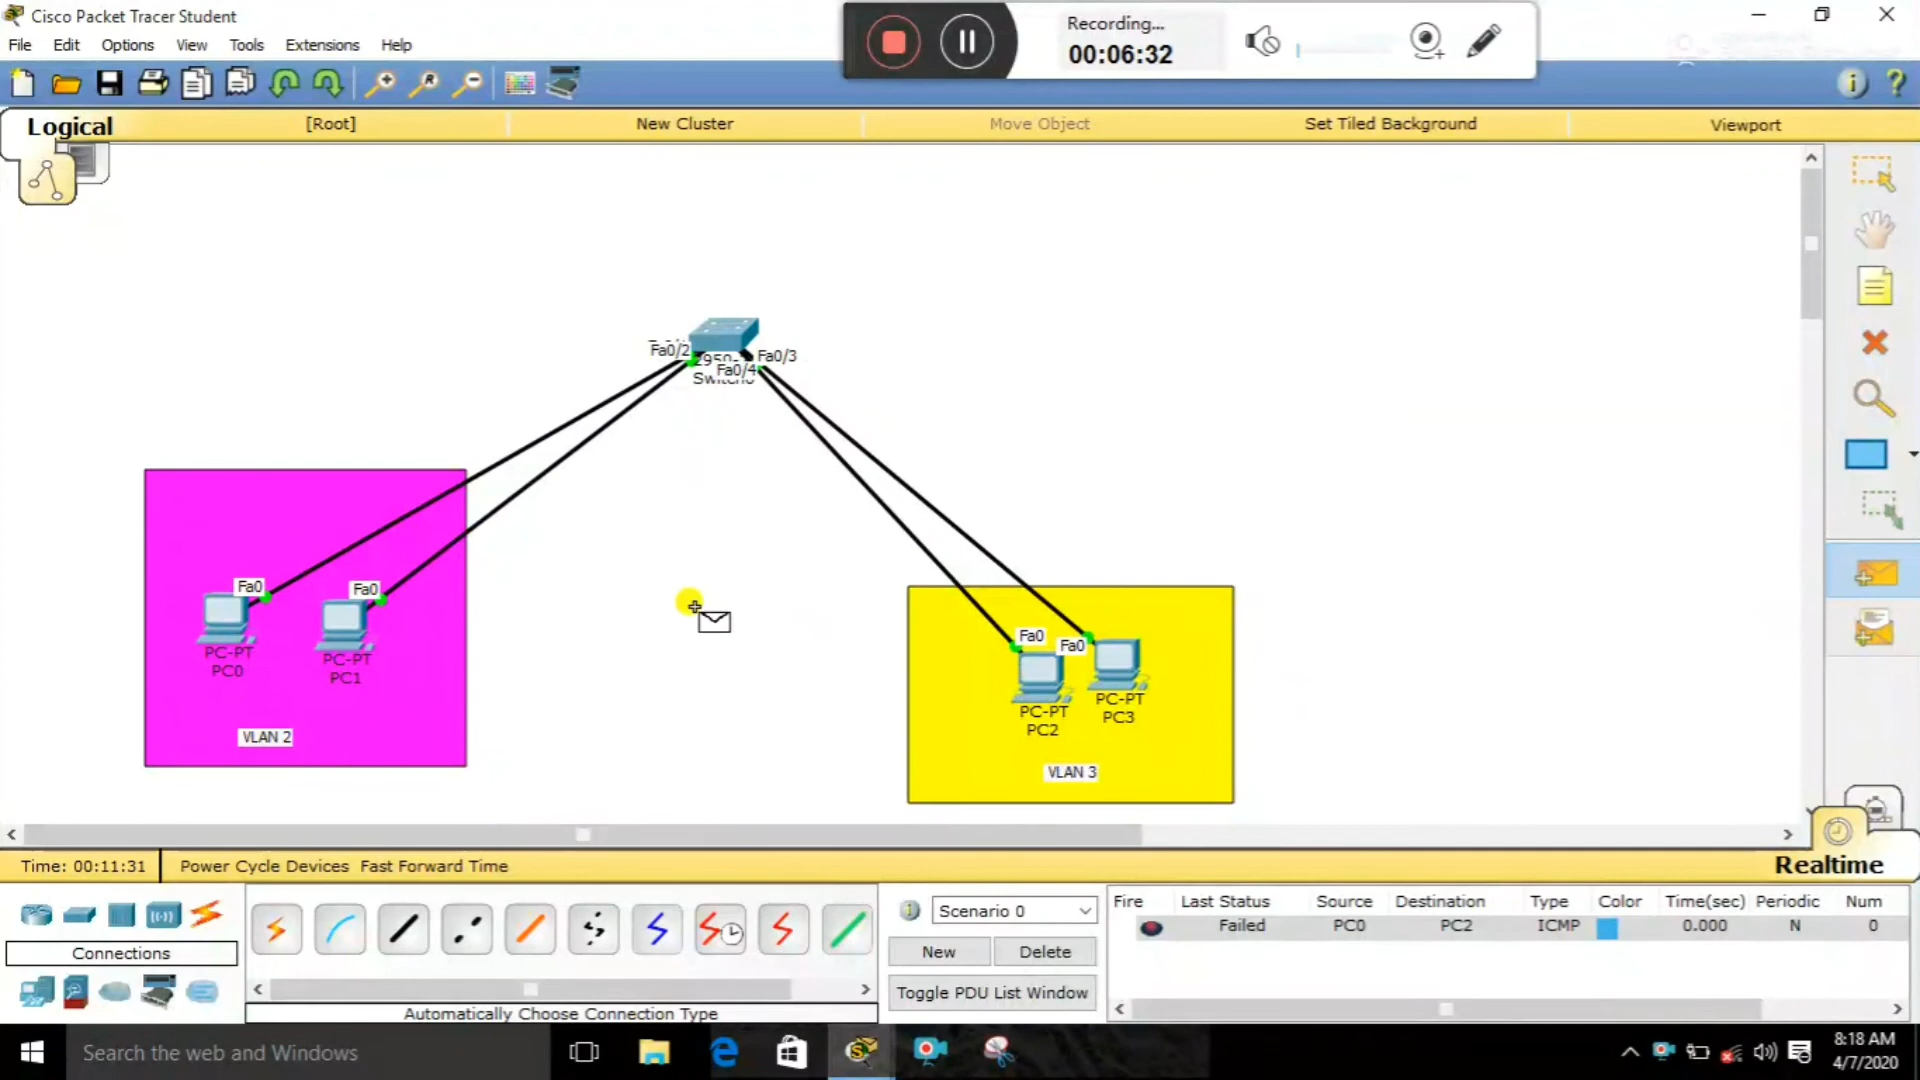 Cisco Packet Tracer Student
Recording...
00:06:32
File Edit Options View Tools Extensions Help
Logical [Root] New Cluster Move Object Set Tiled Background Viewport
Fa0/2 Fa0/3
Fa0/4
Fa0 Fa0
PC-PT
PC0
PC-PT
PC1
VLAN 2
Fa0 Fa0
PC-PT
PC2
PC-PT
PC3
VLAN 3
Time: 00:11:31 Power Cycle Devices Fast Forward Time Realtime
Connections
Automatically Choose Connection Type
Scenario 0
New Delete
Toggle PDU List Window
Fire Last Status Source Destination Type Color Time(sec) Periodic Num
Failed PC0 PC2 ICMP 0.000 N 0
Search the web and Windows
8:18 AM
4/7/2020